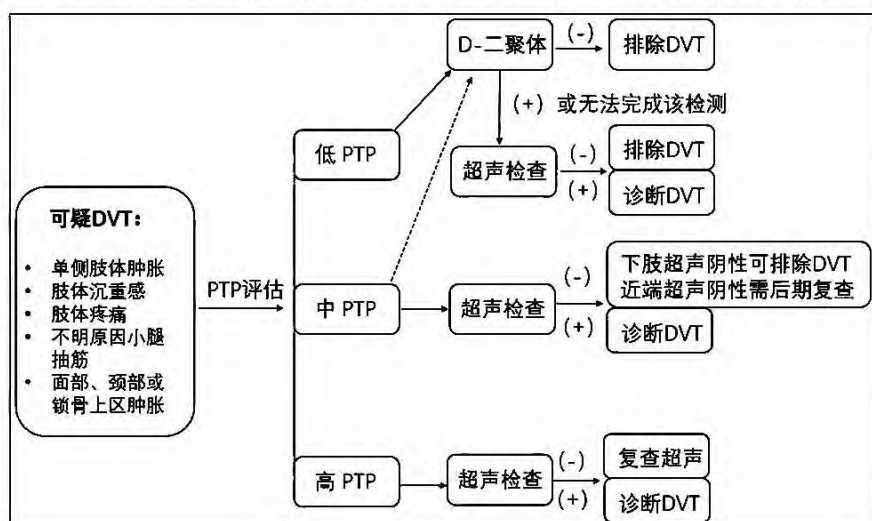 D-二聚体
(-)
排除DVT
(+) 或无法完成该检测
低 PTP
超声检查
(-)
(+)
排除DVT
诊断DVT
可疑DVT：
• 单侧肢体肿胀
• 肢体沉重感
• 肢体疼痛
• 不明原因小腿
抽筋
• 面部、颈部或
锁骨上区肿胀
PTP评估
中 PTP
超声检查
(-)
(+)
下肢超声阴性可排除DVT
近端超声阴性需后期复查
诊断DVT
高 PTP
超声检查
(-)
(+)
复查超声
诊断DVT